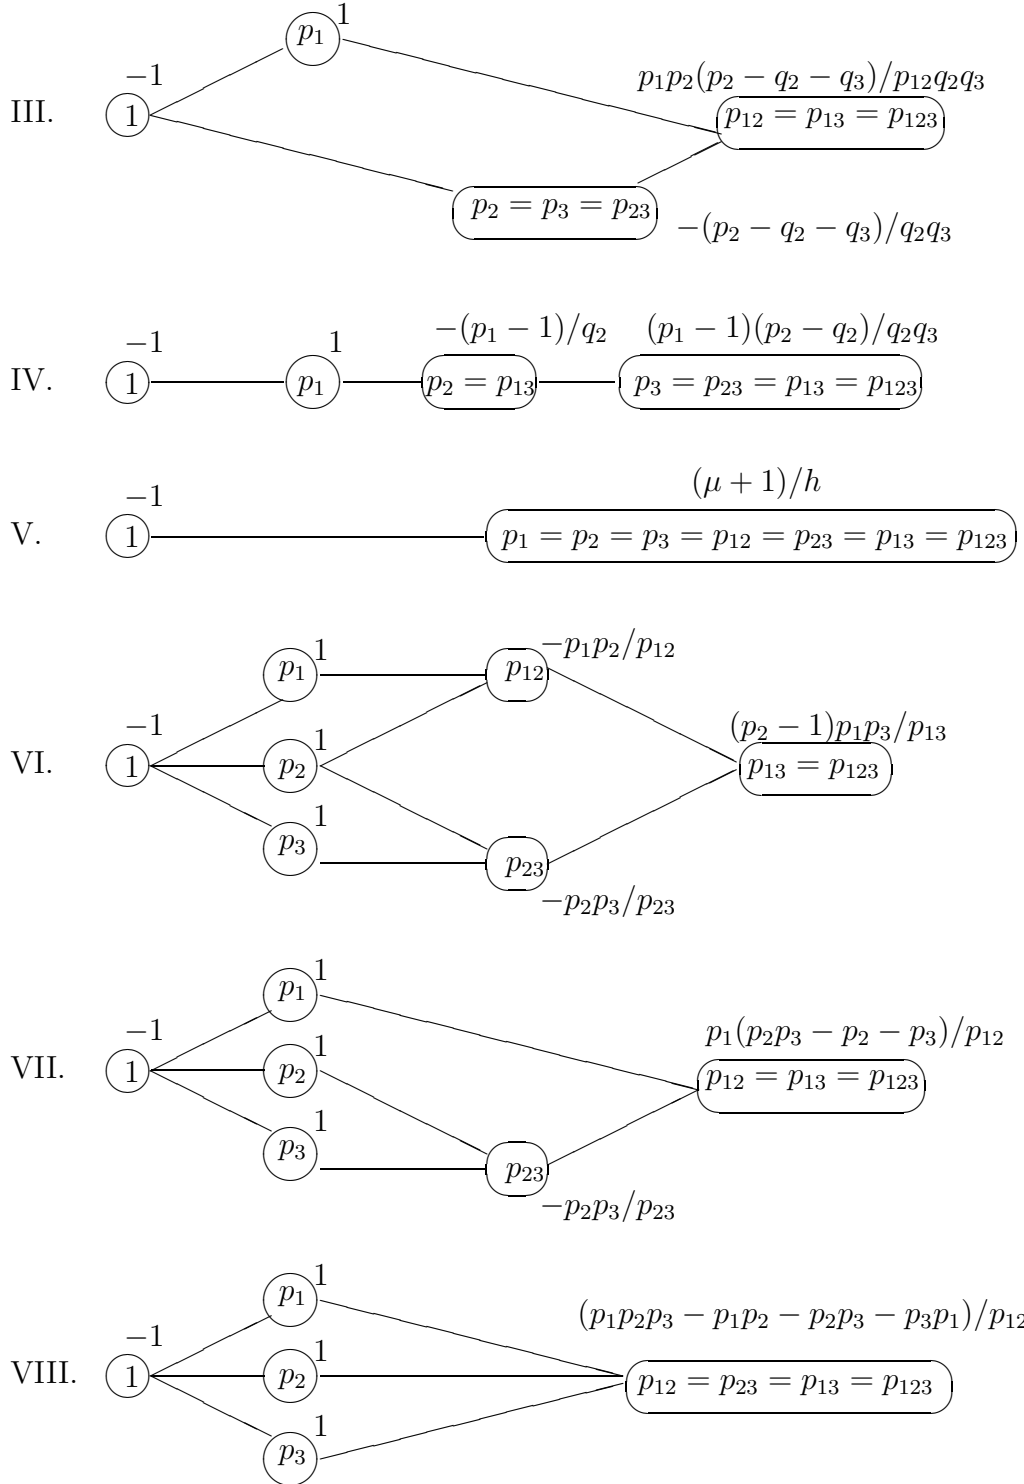 1
p₁
p₁p₂(p₂ − q₂ − q₃)/p₁₂q₂q₃
−1
III.
1
p₁₂ = p₁₃ = p₁₂₃
p₂ = p₃ = p₂₃
−(p₂ − q₂ − q₃)/q₂q₃
−1
1
−(p₁ − 1)/q₂
(p₁ − 1)(p₂ − q₂)/q₂q₃
IV.
1
p₁
p₂ = p₁₃
p₃ = p₂₃ = p₁₃ = p₁₂₃
−1
(μ + 1)/h
V.
1
p₁ = p₂ = p₃ = p₁₂ = p₂₃ = p₁₃ = p₁₂₃
1
−p₁p₂/p₁₂
p₁
p₁₂
−1
1
(p₂ − 1)p₁p₃/p₁₃
VI.
1
p₂
p₁₃ = p₁₂₃
1
p₃
p₂₃
−p₂p₃/p₂₃
1
p₁
−1
1
p₁(p₂p₃ − p₂ − p₃)/p₁₂
VII.
1
p₂
p₁₂ = p₁₃ = p₁₂₃
1
p₃
p₂₃
−p₂p₃/p₂₃
1
p₁
(p₁p₂p₃ − p₁p₂ − p₂p₃ − p₃p₁)/p₁₂
−1
1
VIII.
1
p₂
p₁₂ = p₂₃ = p₁₃ = p₁₂₃
1
p₃